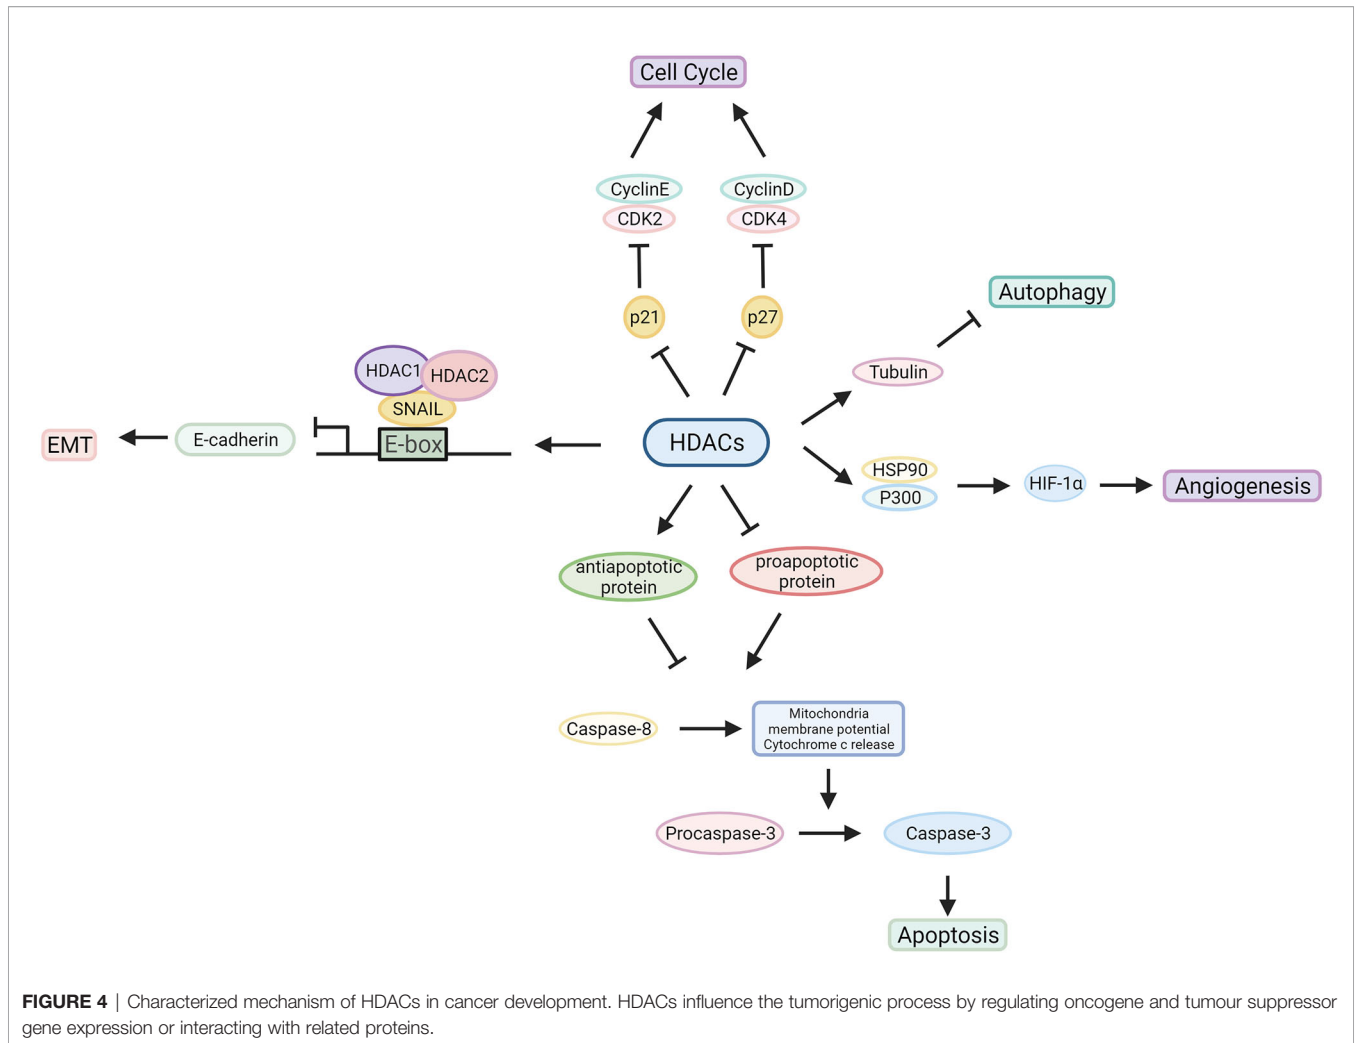 Cell Cycle
CyclinE
CDK2
CyclinD
CDK4
p21
p27
Autophagy
Tubulin
HDAC1
HDAC2
SNAIL
E-box
E-cadherin
EMT
HDACs
HSP90
P300
HIF-1α
Angiogenesis
antiapoptotic
protein
proapoptotic
protein
Caspase-8
Mitochondria
membrane potential
Cytochrome c release
Procaspase-3
Caspase-3
Apoptosis
FIGURE 4 | Characterized mechanism of HDACs in cancer development. HDACs influence the tumorigenic process by regulating oncogene and tumour suppressor
gene expression or interacting with related proteins.